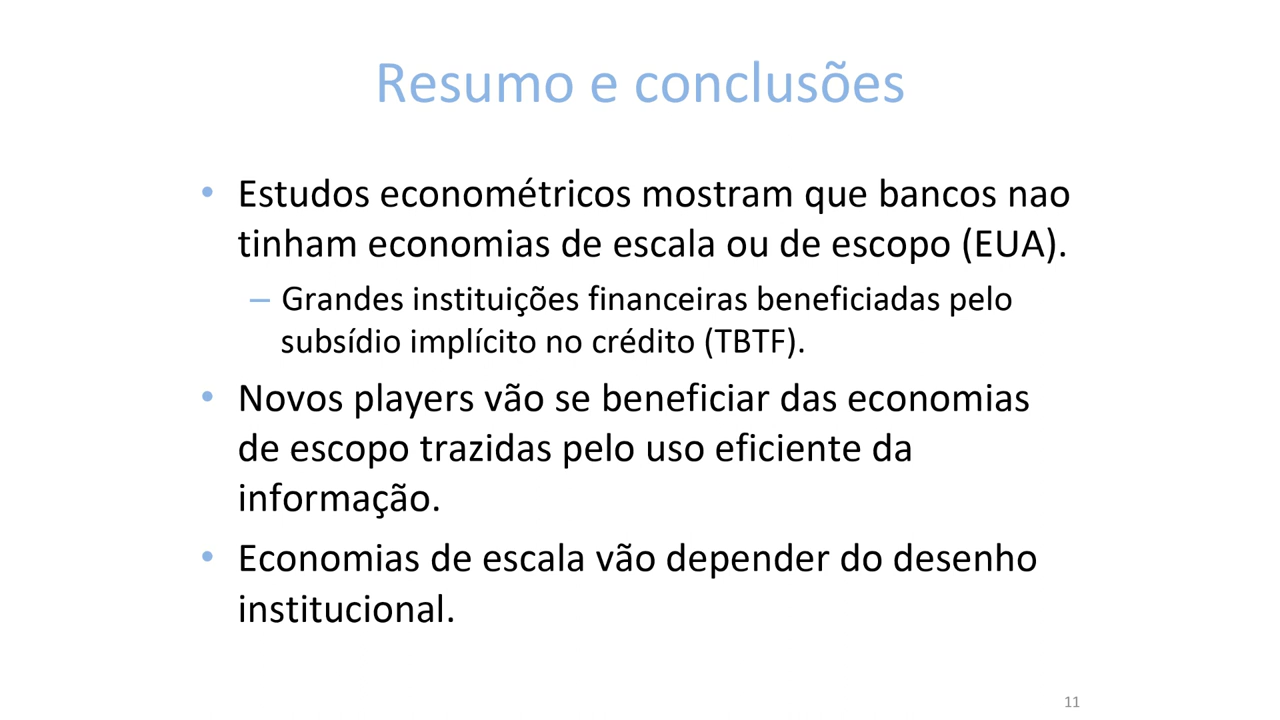 Resumo e conclusões
• Estudos econométricos mostram que bancos nao
tinham economias de escala ou de escopo (EUA).
– Grandes instituições financeiras beneficiadas pelo
subsídio implícito no crédito (TBTF).
• Novos players vão se beneficiar das economias
de escopo trazidas pelo uso eficiente da
informação.
• Economias de escala vão depender do desenho
institucional.
11